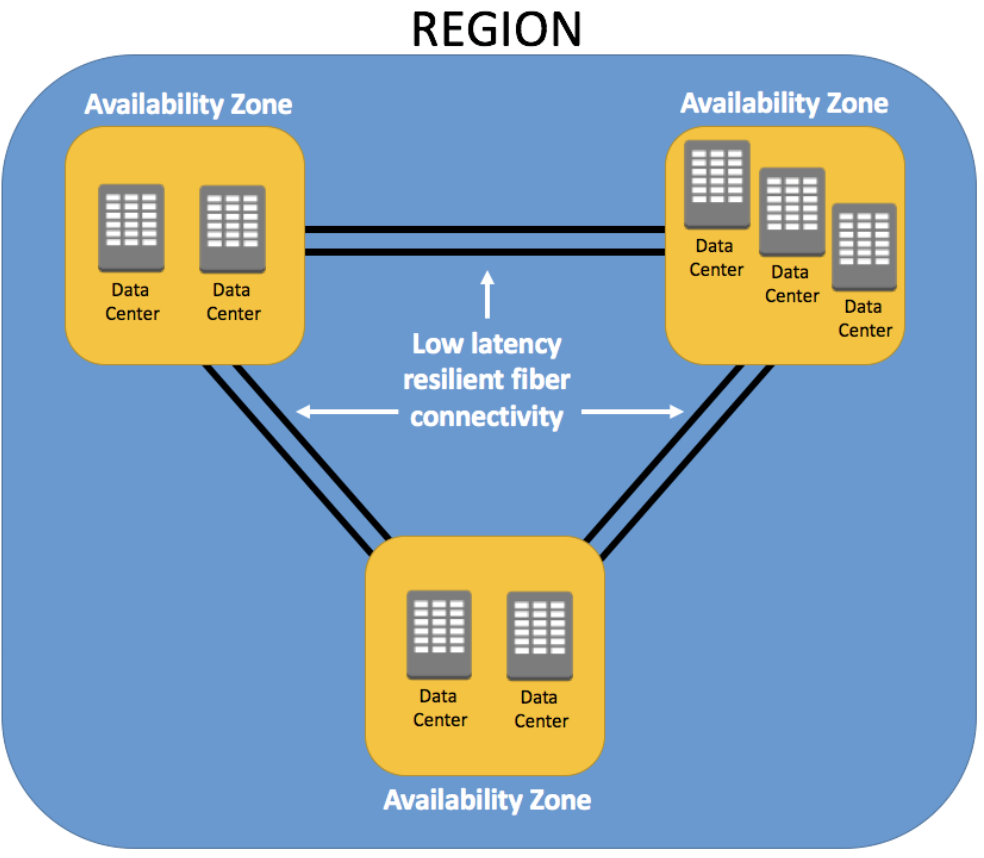 REGION
Availability Zone
Data
Center
Data
Center
Availability Zone
Data
Center
Data
Center
Data
Center
Low latency
resilient fiber
connectivity
Data
Center
Data
Center
Availability Zone